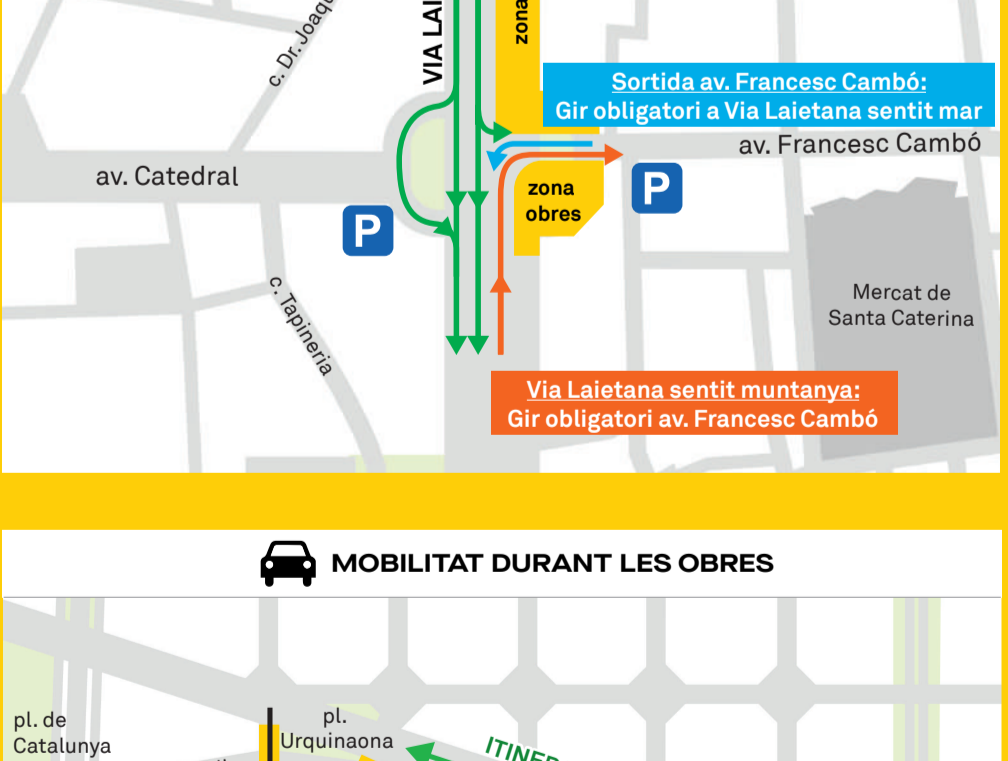 c. Dr. Joaqu
VIA LAI
zona
Sortida av. Francesc Cambó:
Gir obligatori a Via Laietana sentit mar
av. Francesc Cambó
av. Catedral
P
zona
obres
P
c. Tapineria
Mercat de
Santa Caterina
Via Laietana sentit muntanya:
Gir obligatori av. Francesc Cambó
MOBILITAT DURANT LES OBRES
pl. de
Catalunya
pl.
Urquinaona
ITINER